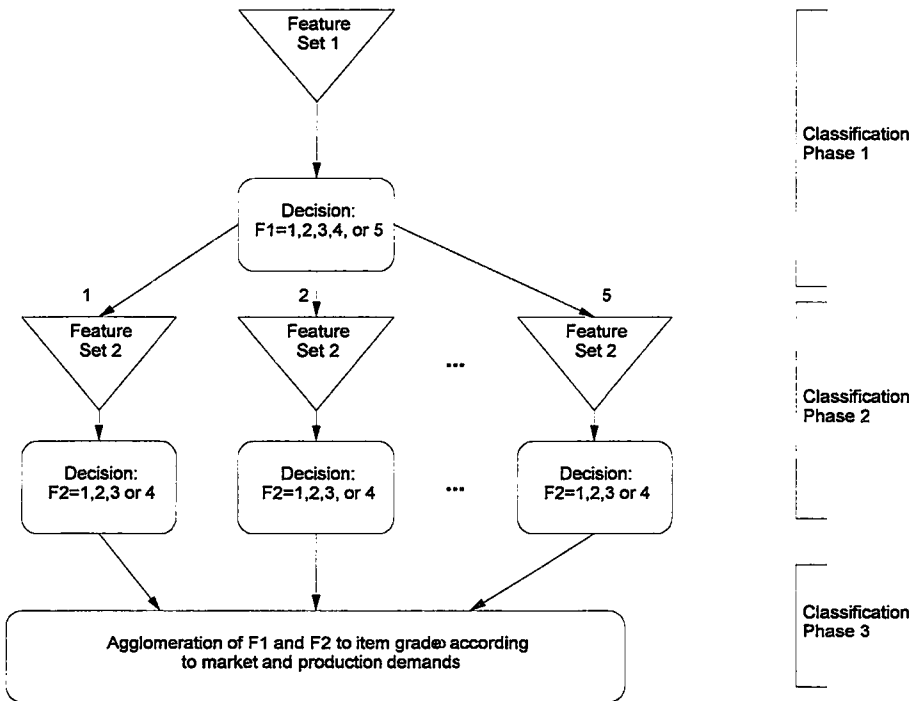 Feature
Set 1
Classification
Phase 1
Decision:
F1=1,2,3,4, or 5
1
2
5
Feature
Set 2
Feature
Set 2
...
Feature
Set 2
Classification
Phase 2
Decision:
F2=1,2,3 or 4
Decision:
F2=1,2,3, or 4
...
Decision:
F2=1,2,3 or 4
Classification
Phase 3
Agglomeration of F1 and F2 to item grades according
to market and production demands